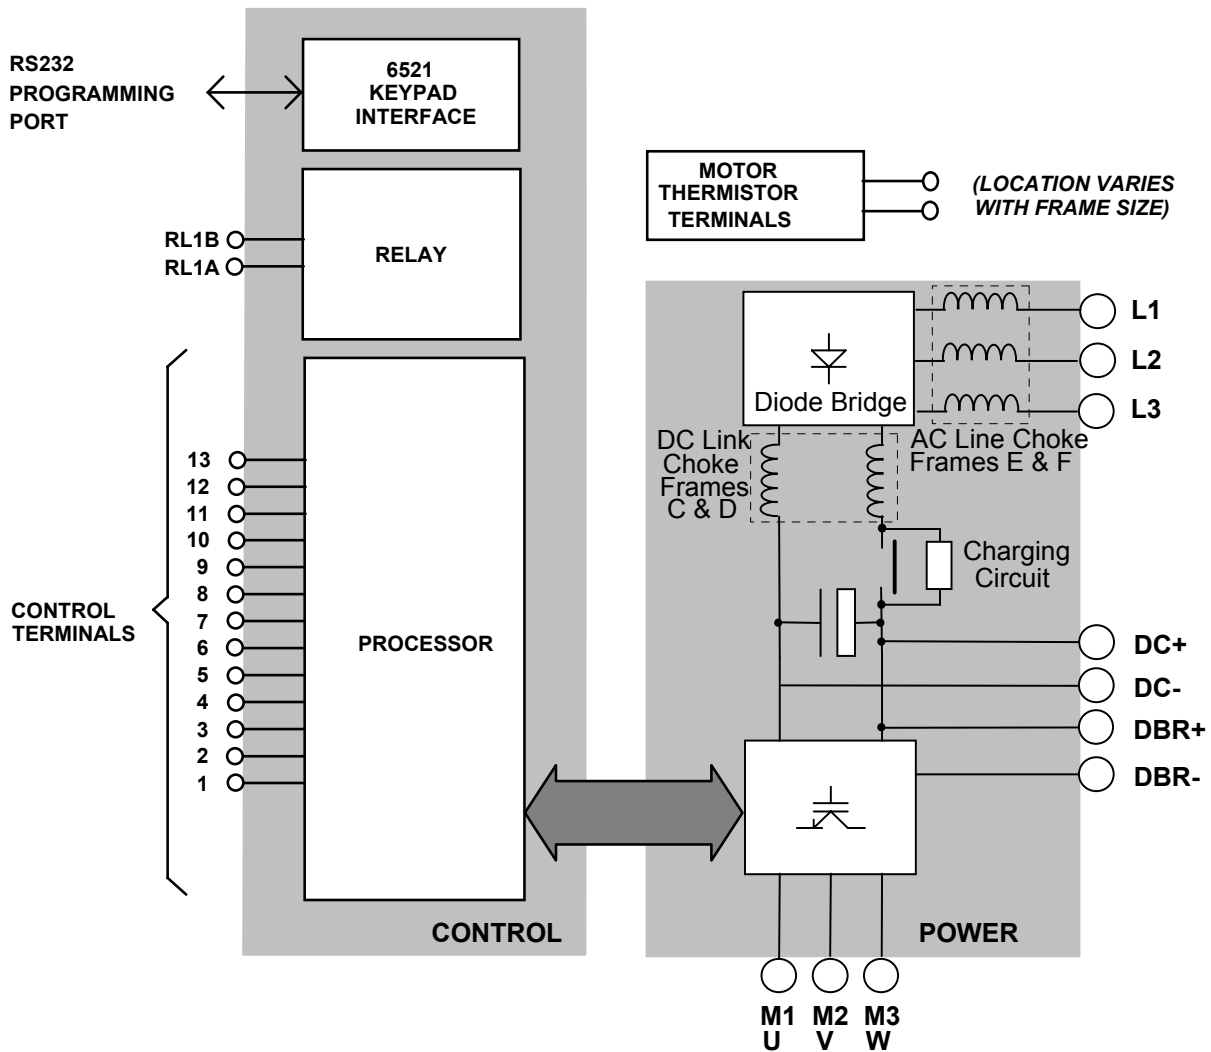 RS232
PROGRAMMING
PORT
6521
KEYPAD
INTERFACE
RL1B
RL1A
RELAY
MOTOR
THERMISTOR
TERMINALS
(LOCATION VARIES
WITH FRAME SIZE)
L1
L2
L3
Diode Bridge
DC Link
Choke
Frames
C & D
AC Line Choke
Frames E & F
Charging
Circuit
13
12
11
10
9
8
7
6
5
4
3
2
1
CONTROL
TERMINALS
PROCESSOR
DC+
DC-
DBR+
DBR-
CONTROL
POWER
M1
U
M2
V
M3
W